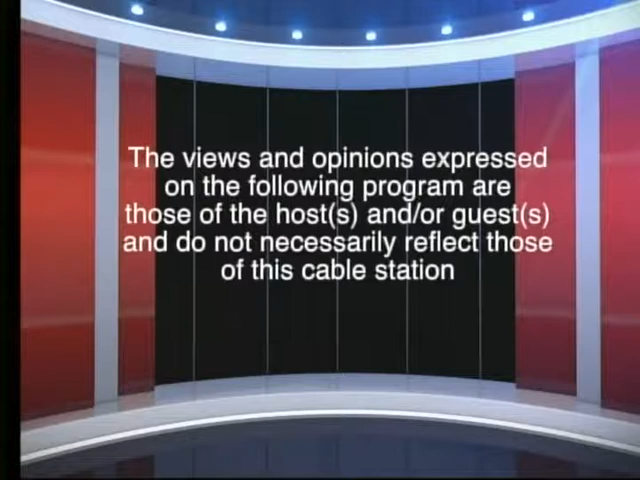 The views and opinions expressed
on the following program are
those of the host(s) and/or guest(s)
and do not necessarily reflect those
of this cable station